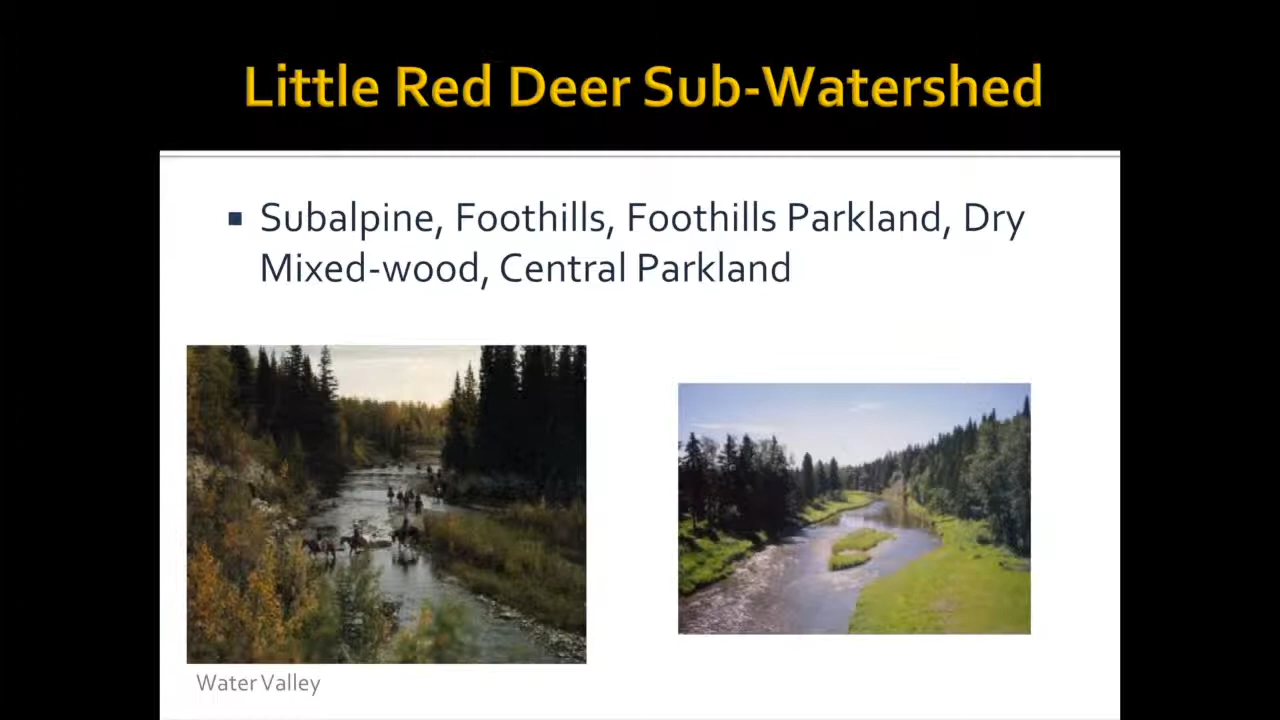 Little Red Deer Sub-Watershed
Subalpine, Foothills, Foothills Parkland, Dry
Mixed-wood, Central Parkland
Water Valley